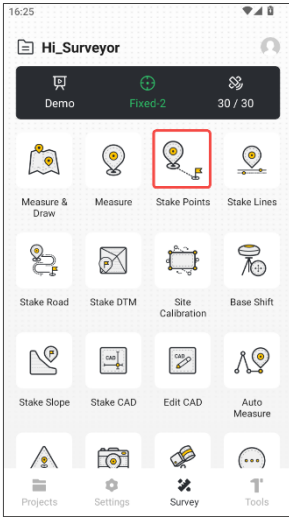 16:25
Hi_Surveyor
Demo
Fixed-2
30 / 30
Measure &
Draw
Measure
Stake Points
Stake Lines
Stake Road
Stake DTM
Site
Calibration
Base Shift
CAD
CAD
Stake Slope
Stake CAD
Edit CAD
Auto
Measure
Projects
Settings
Survey
Tools